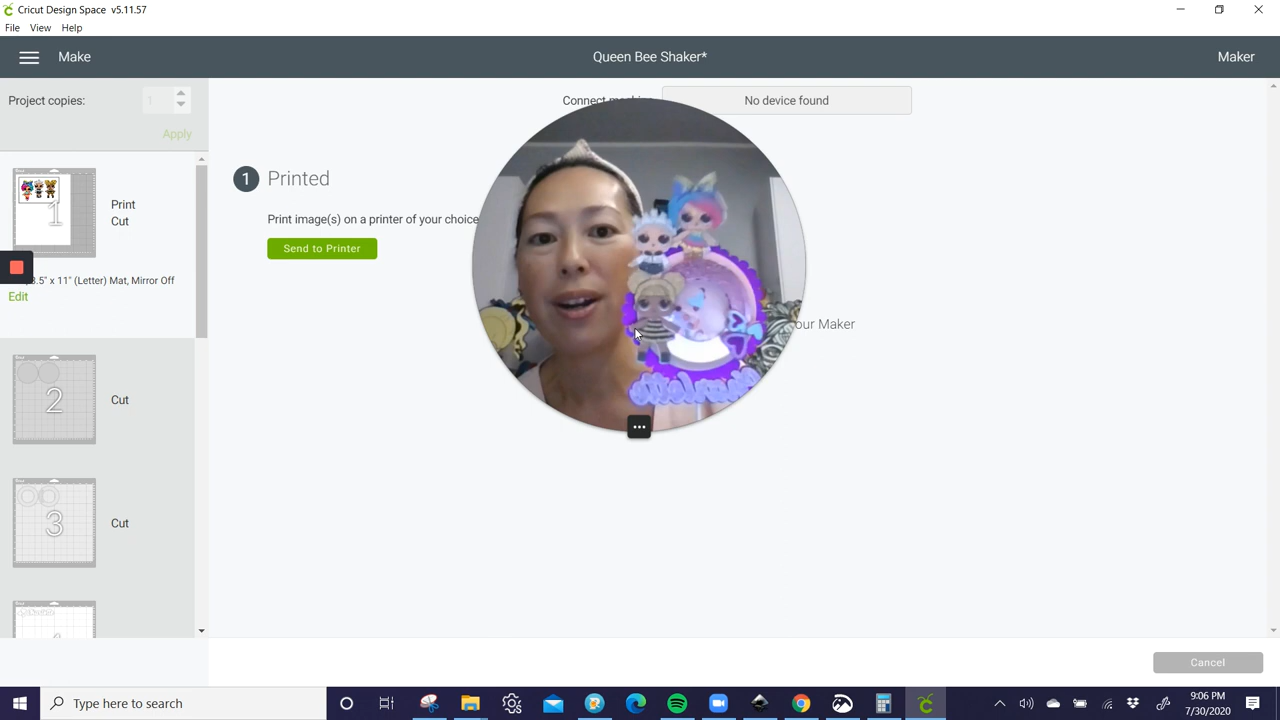 Cricut Design Space v5.11.57
File View Help
Make
Queen Bee Shaker*
Maker
Project copies:
1
Apply
Connect machine
No device found
1 Printed
Print image(s) on a printer of your choice
Send to Printer
1
Print
Cut
8.5" x 11" (Letter) Mat, Mirror Off
Edit
our Maker
2
Cut
3
Cut
Cancel
Type here to search
9:06 PM
7/30/2020